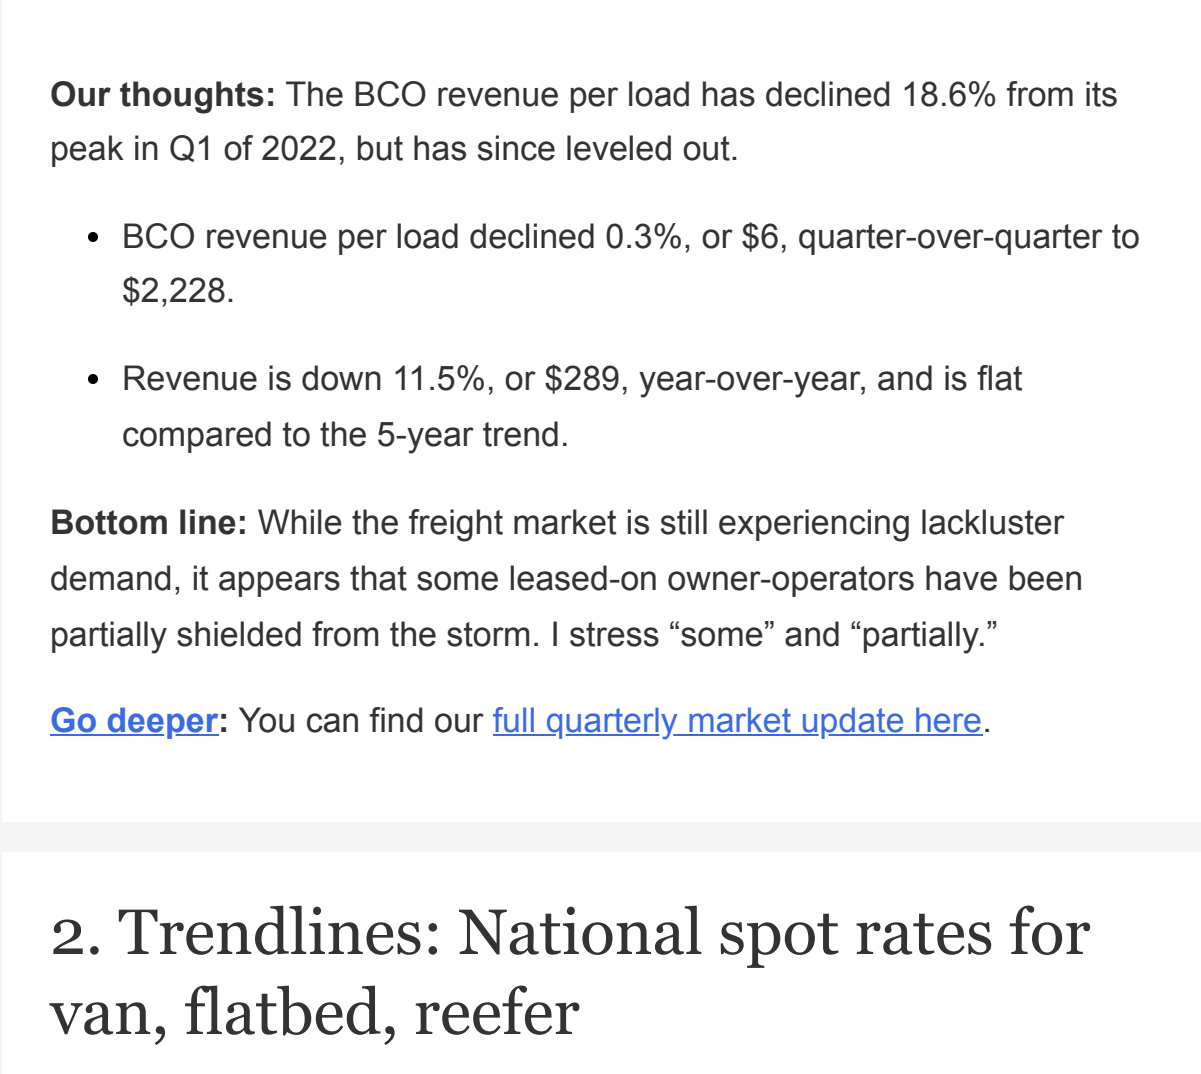 Our thoughts: The BCO revenue per load has declined 18.6% from its
peak in Q1 of 2022, but has since leveled out.
• BCO revenue per load declined 0.3%, or $6, quarter-over-quarter to
$2,228.
• Revenue is down 11.5%, or $289, year-over-year, and is flat
compared to the 5-year trend.
Bottom line: While the freight market is still experiencing lackluster
demand, it appears that some leased-on owner-operators have been
partially shielded from the storm. I stress “some” and “partially.”
Go deeper: You can find our full quarterly market update here.
2. Trendlines: National spot rates for
van, flatbed, reefer